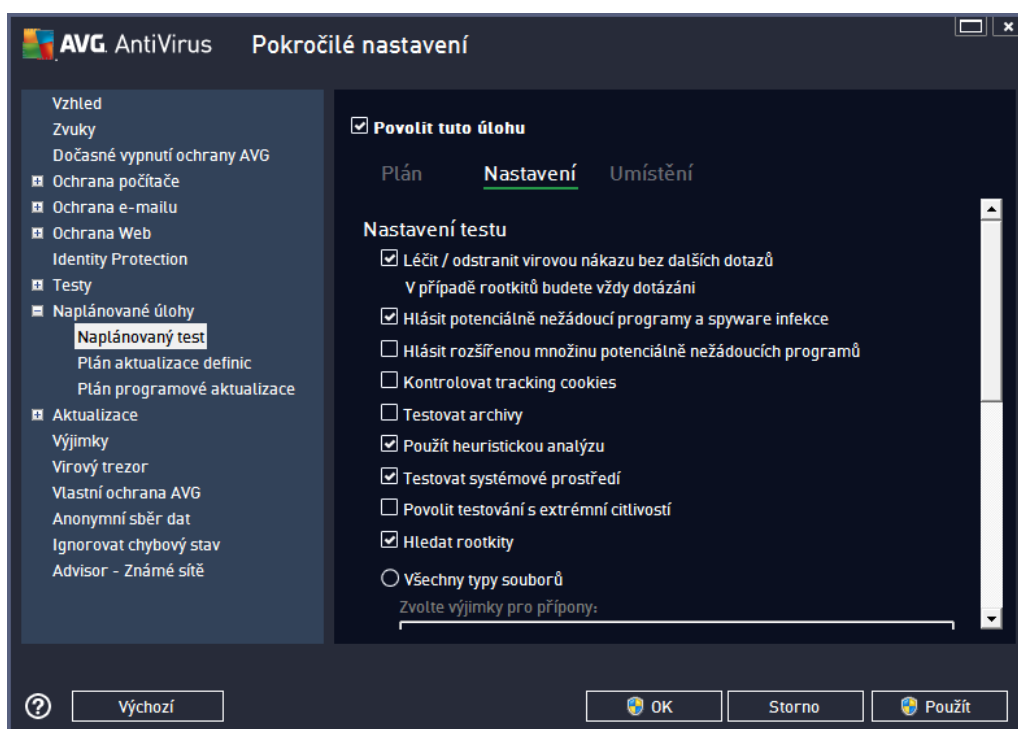 AVG. AntiVirus Pokročilé nastavení
Vzhled
Zvuky
Dočasné vypnutí ochrany AVG
Ochrana počítače
Ochrana e-mailu
Ochrana Web
Identity Protection
Testy
Naplánované úlohy
Naplánovaný test
Plán aktualizace definic
Plán programové aktualizace
Aktualizace
Výjimky
Virový trezor
Vlastní ochrana AVG
Anonymní sběr dat
Ignorovat chybový stav
Advisor - Známé sítě
Povolit tuto úlohu
Plán Nastavení Umístění
Nastavení testu
Léčit / odstranit virovou nákazu bez dalších dotazů
V případě rootkitů budete vždy dotázáni
Hlásit potenciálně nežádoucí programy a spyware infekce
Hlásit rozšířenou množinu potenciálně nežádoucích programů
Kontrolovat tracking cookies
Testovat archivy
Použít heuristickou analýzu
Testovat systémové prostředí
Povolit testování s extrémní citlivostí
Hledat rootkity
Všechny typy souborů
Zvolte výjimky pro přípony:
? Výchozí OK Storno Použít